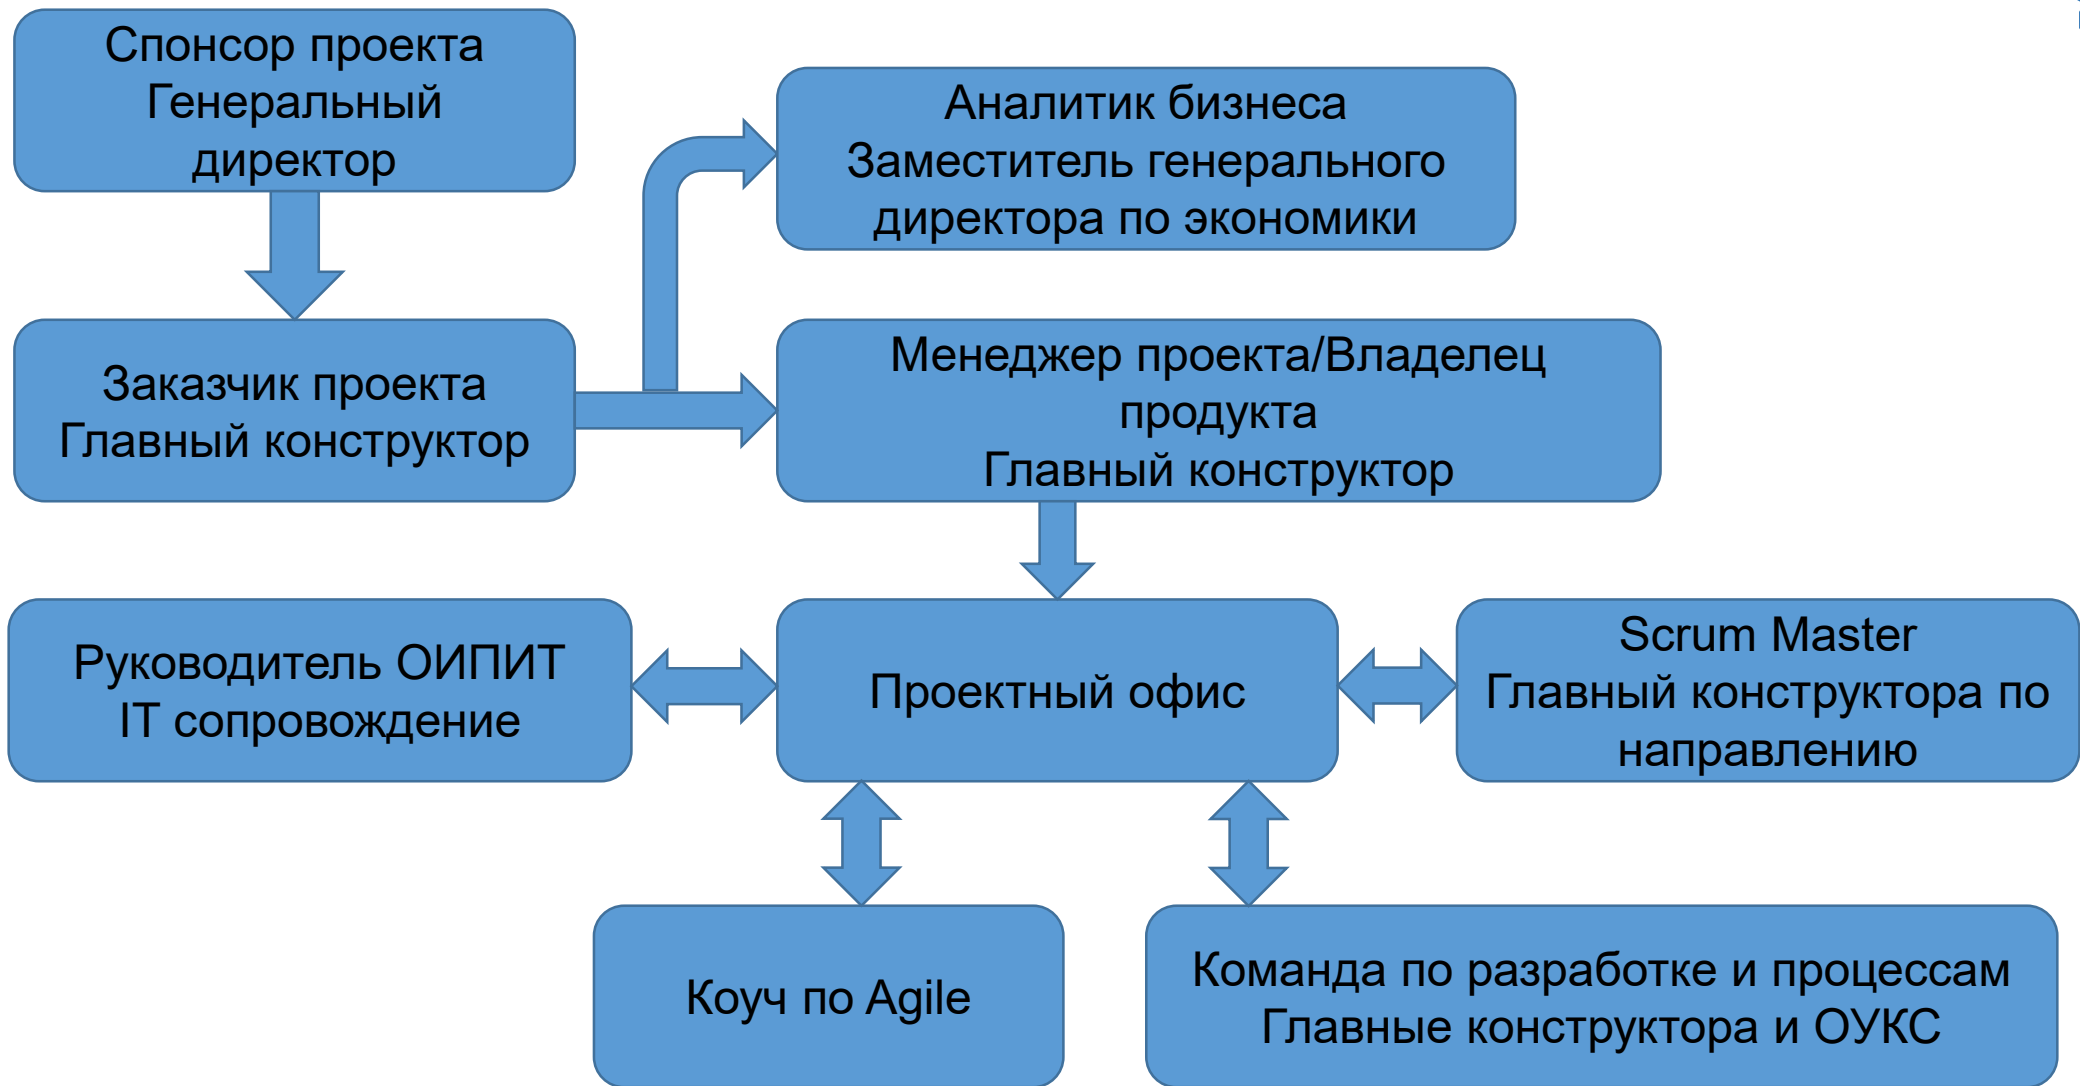 Спонсор проекта
Генеральный
директор
Аналитик бизнеса
Заместитель генерального
директора по экономики
Заказчик проекта
Главный конструктор
Менеджер проекта/Владелец
продукта
Главный конструктор
Руководитель ОИПИТ
IT сопровождение
Проектный офис
Scrum Master
Главный конструктора по
направлению
Коуч по Agile
Команда по разработке и процессам
Главные конструктора и ОУКС